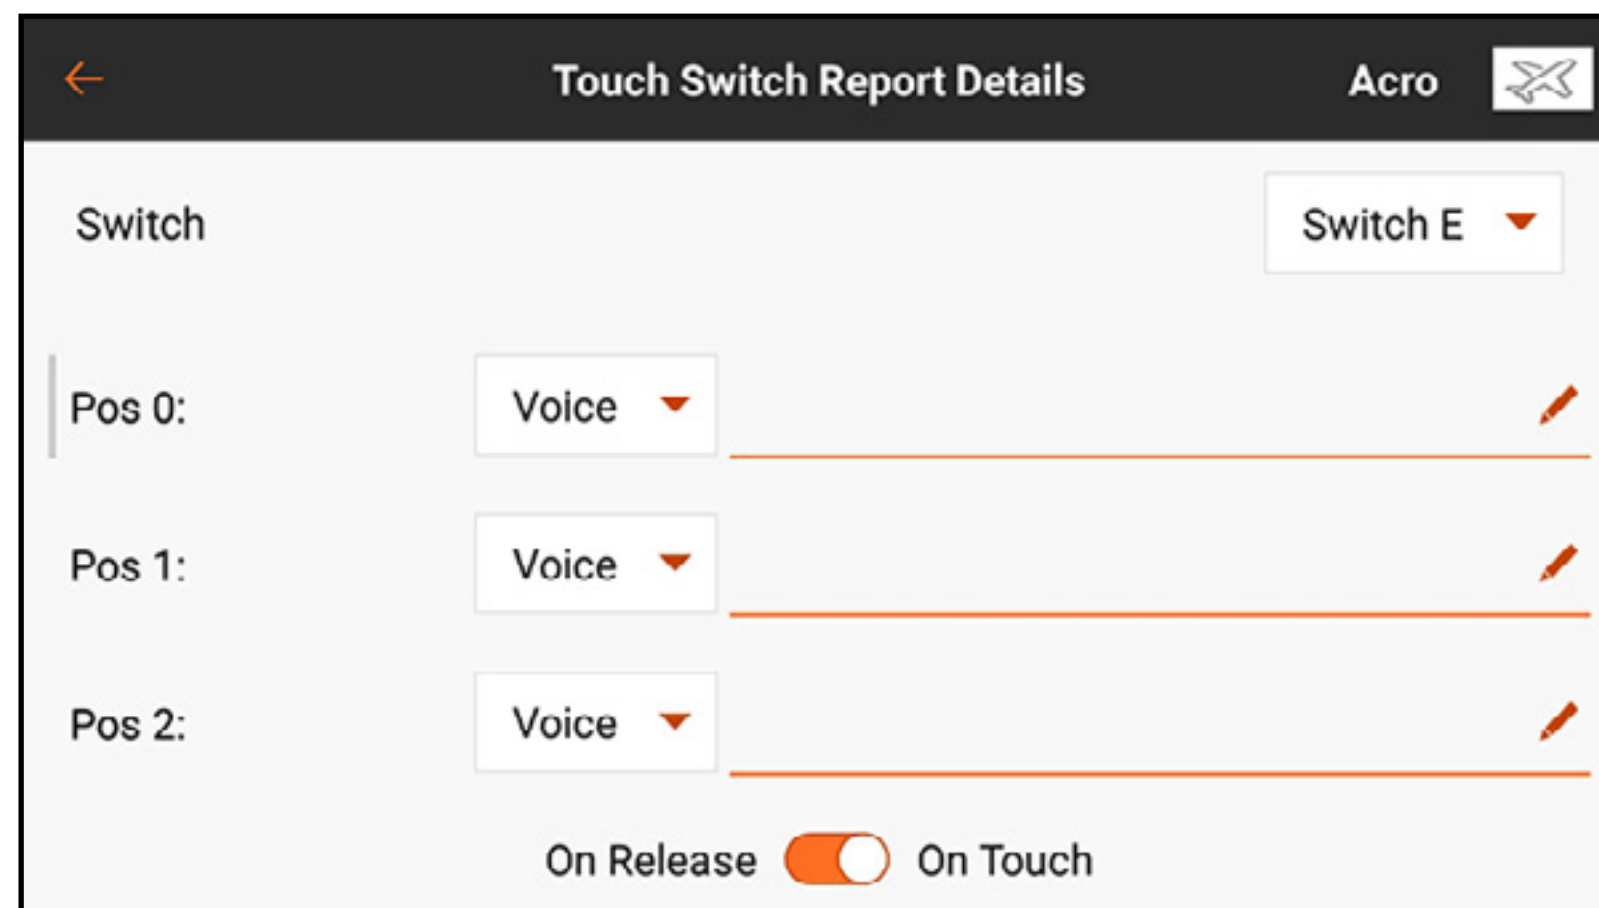 Touch Switch Report Details Acro
Switch Switch E
Pos 0: Voice
Pos 1: Voice
Pos 2: Voice
On Release On Touch